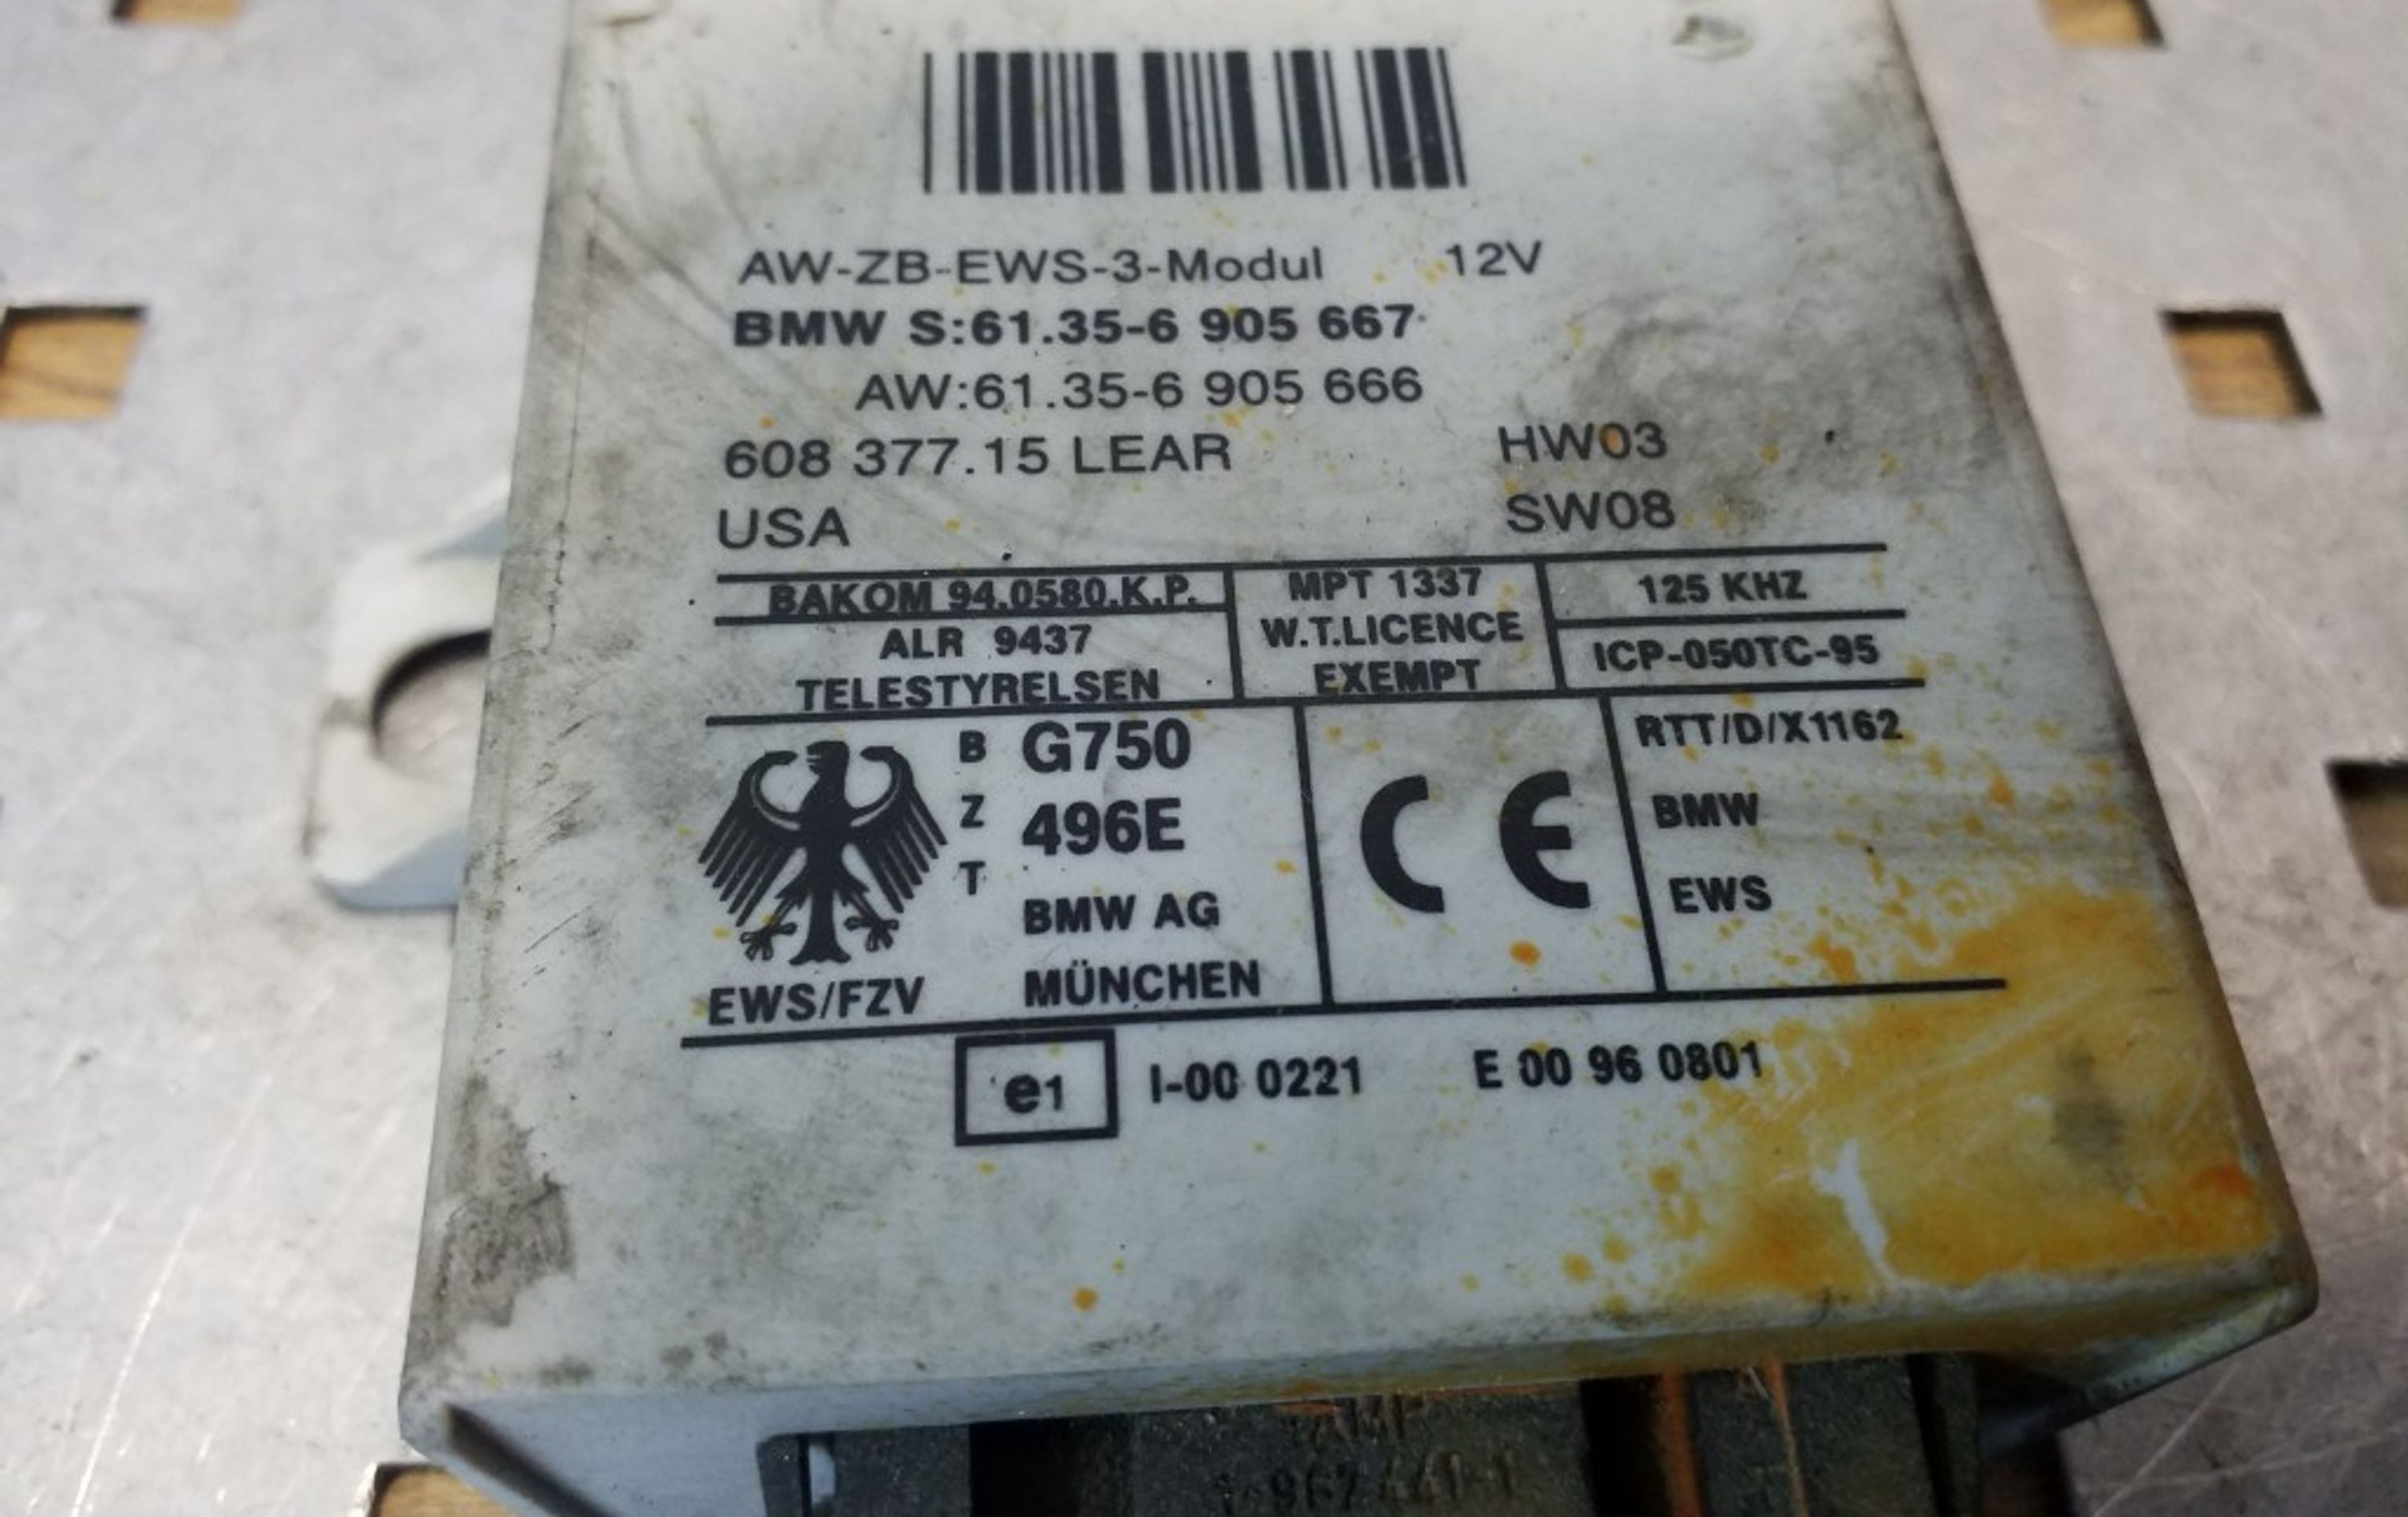 AW-ZB-EWS-3-Modul 12V
BMW S:61.35-6 905 667
AW:61.35-6 905 666
608 377.15 LEAR HW03
USA SW08
BAKOM 94.0580.K.P.
ALR 9437
TELESTYRELSEN
MPT 1337
W.T.LICENCE
EXEMPT
125 KHZ
ICP-050TC-95
BZT
G750
496E
BMW AG
MÜNCHEN
EWS/FZV
CE
RTT/D/X1162
BMW
EWS
e1 I-00 0221 E 00 96 0801